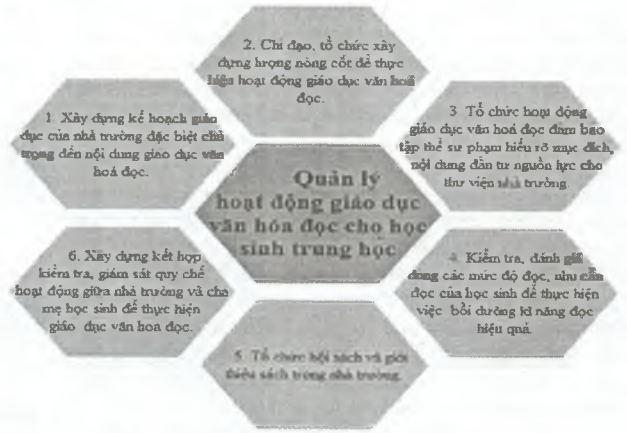 2. Chỉ đạo, tổ chức xây
dựng lượng nòng cốt để thực
hiện hoạt động giáo dục văn hoá
đọc.
1. Xây dựng kế hoạch giáo
dục của nhà trường đặc biệt chú
trọng đến nội dung giáo dục văn
hoá đọc.
3 Tổ chức hoạt động
giáo dục văn hoá đọc đảm bảo
tập thể sư phạm hiểu rõ mục đích,
nội dung đầu tư nguồn lực cho
thư viện nhà trường.
Quản lý
hoạt động giáo dục
văn hóa đọc cho học
sinh trung học
6. Xây dựng kết hợp
kiểm tra, giám sát quy chế
hoạt động giữa nhà trường và cha
mẹ học sinh để thực hiện
giáo dục văn hoá đọc.
4. Kiểm tra, đánh giá
đúng các mức độ đọc, nhu cầu
đọc của học sinh để thực hiện
việc bồi dưỡng kĩ năng đọc
hiệu quả.
5. Tổ chức hội sách và giới
thiệu sách trong nhà trường.